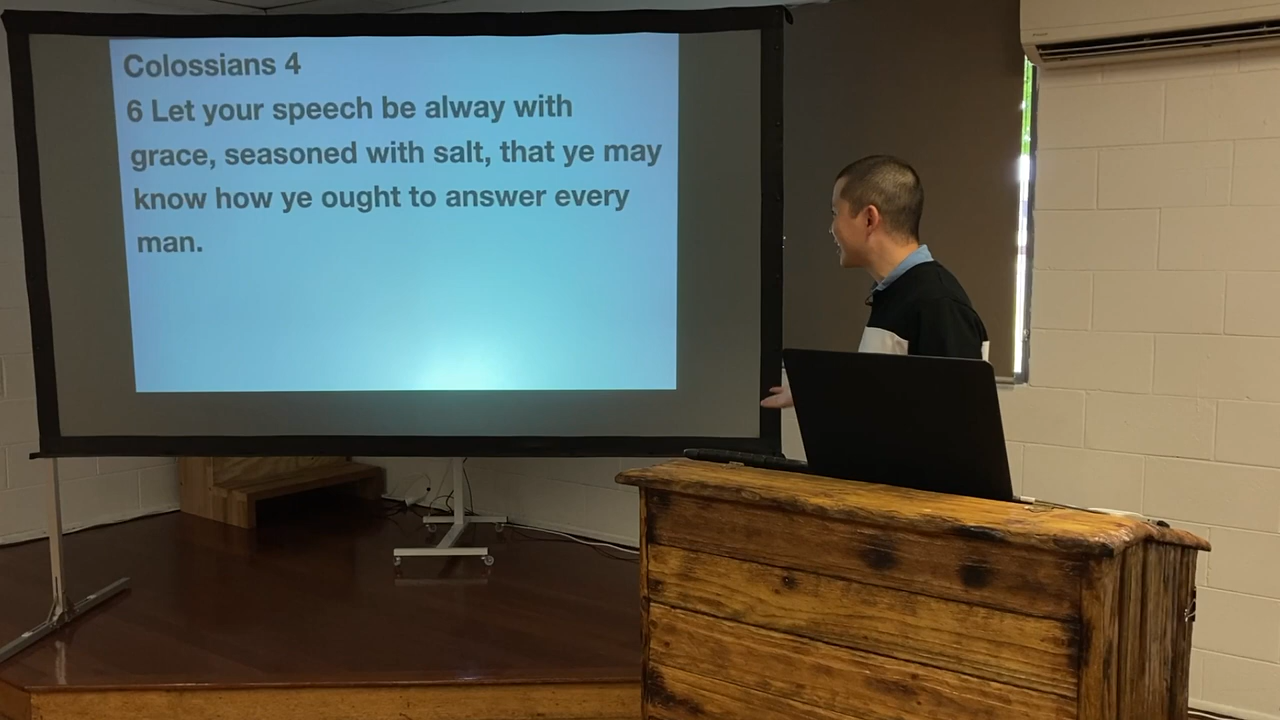 Colossians 4
6 Let your speech be alway with
grace, seasoned with salt, that ye may
know how ye ought to answer every
man.